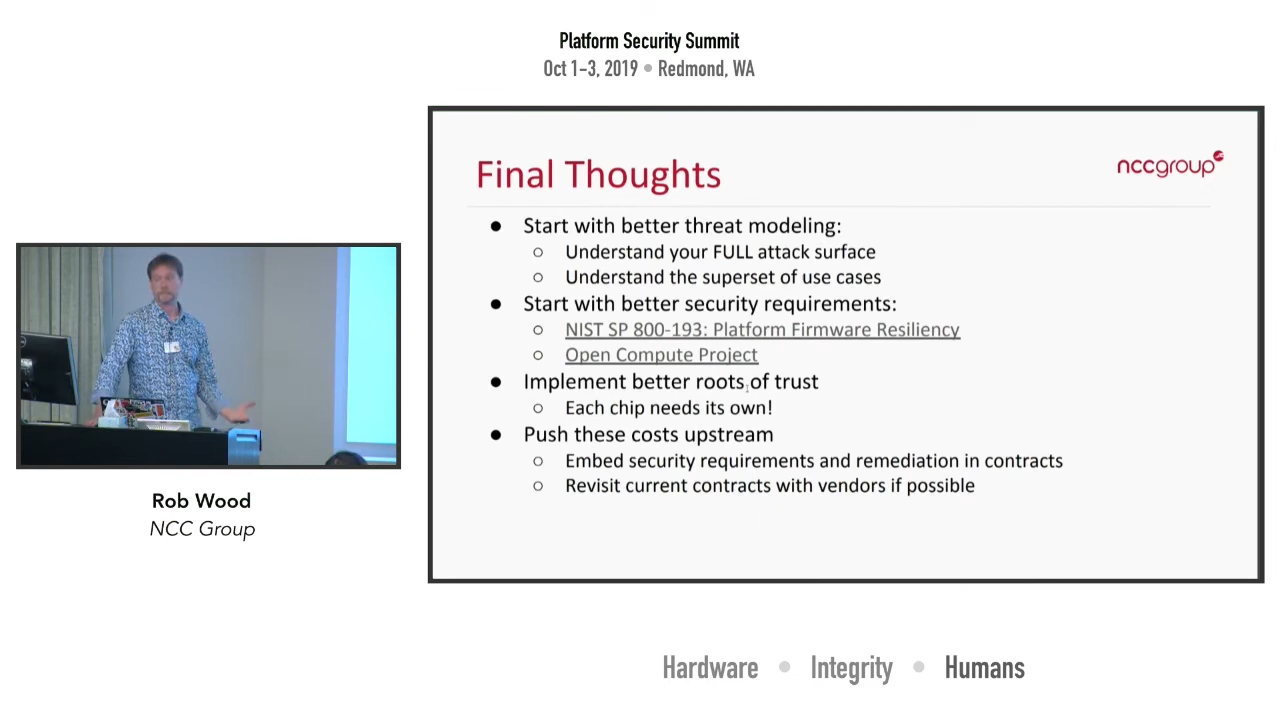 Platform Security Summit
Oct 1-3, 2019 • Redmond, WA
Final Thoughts
nccgroup
● Start with better threat modeling:
○ Understand your FULL attack surface
○ Understand the superset of use cases
● Start with better security requirements:
○ NIST SP 800-193: Platform Firmware Resiliency
○ Open Compute Project
● Implement better roots of trust
○ Each chip needs its own!
● Push these costs upstream
○ Embed security requirements and remediation in contracts
○ Revisit current contracts with vendors if possible
Rob Wood
NCC Group
Hardware • Integrity • Humans